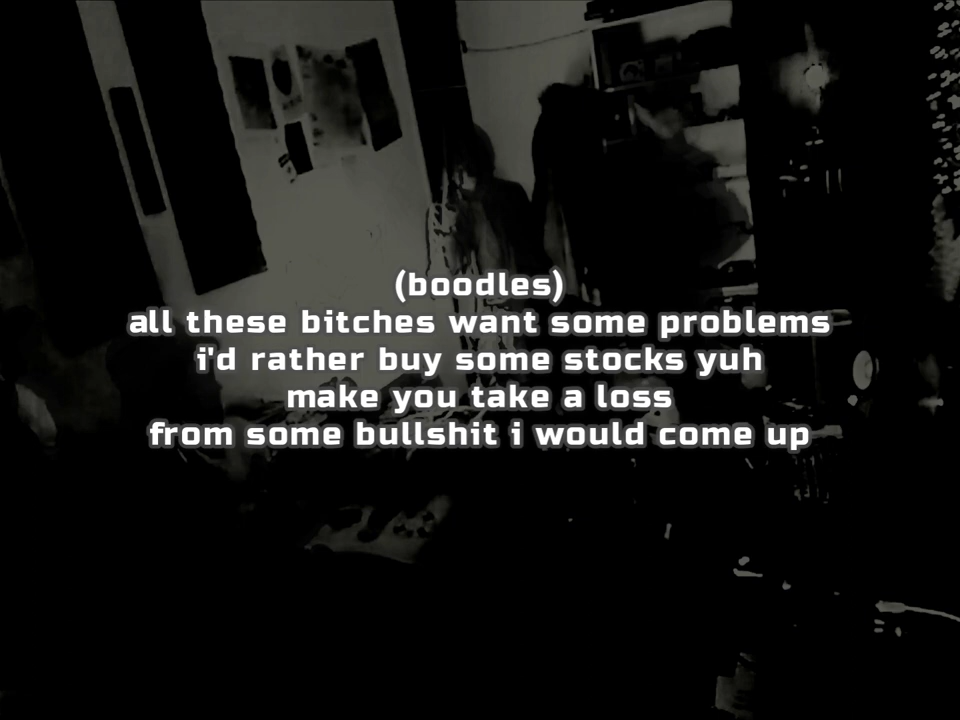 (boodles)
all these bitches want some problems
i'd rather buy some stocks yuh
make you take a loss
from some bullshit i would come up